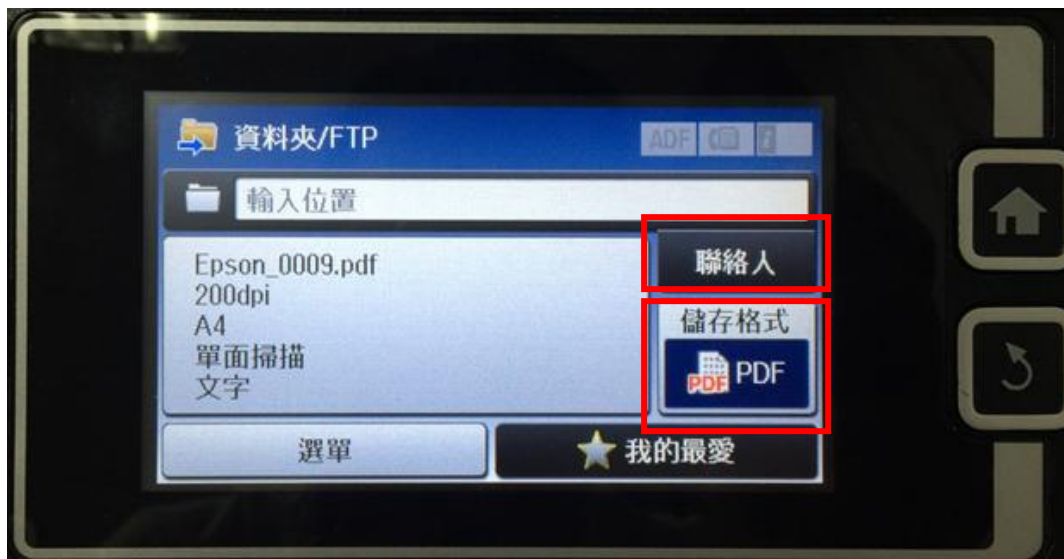 資料夾/FTP
ADF
輸入位置
聯絡人
Epson_0009.pdf
200dpi
A4
單面掃描
文字
儲存格式
PDF PDF
選單
我的最愛